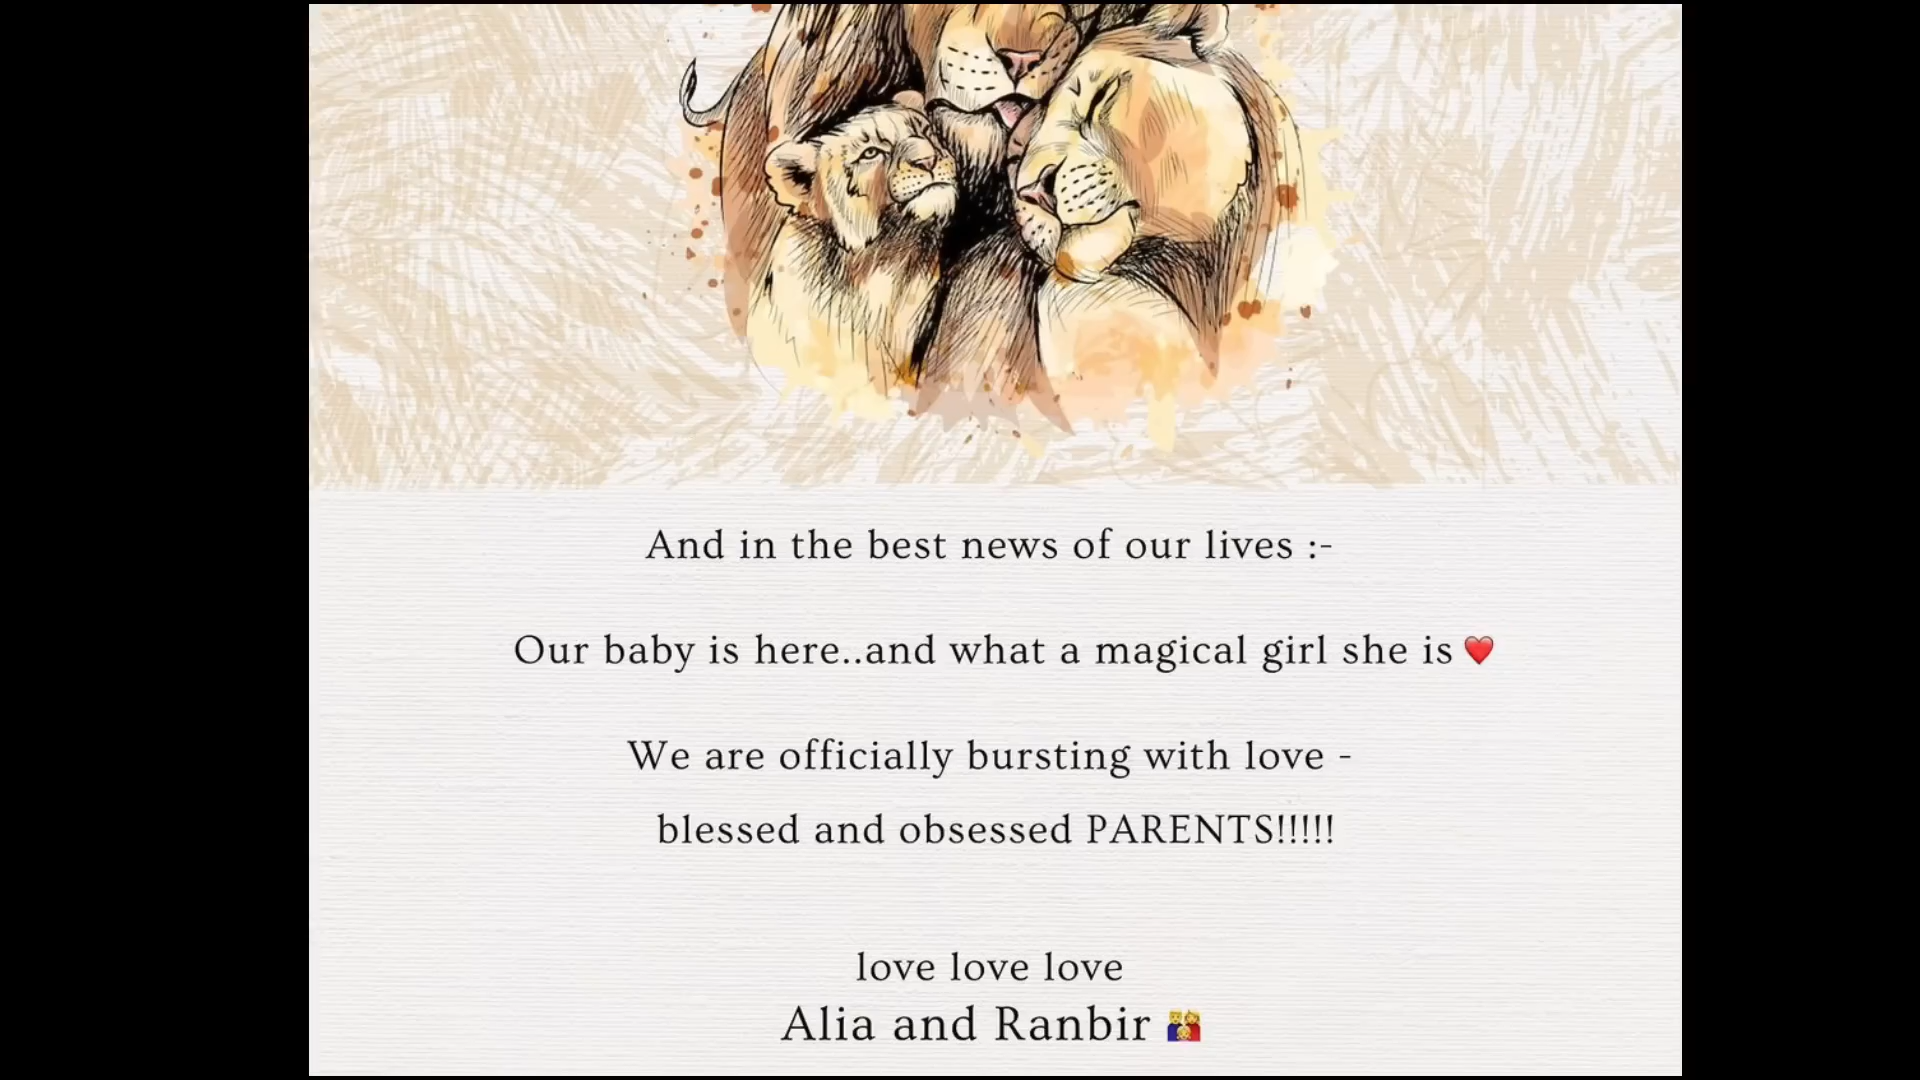 And in the best news of our lives :-
Our baby is here..and what a magical girl she is ❤️
We are officially bursting with love -
blessed and obsessed PARENTS!!!!!
love love love
Alia and Ranbir 👨‍👩‍👧